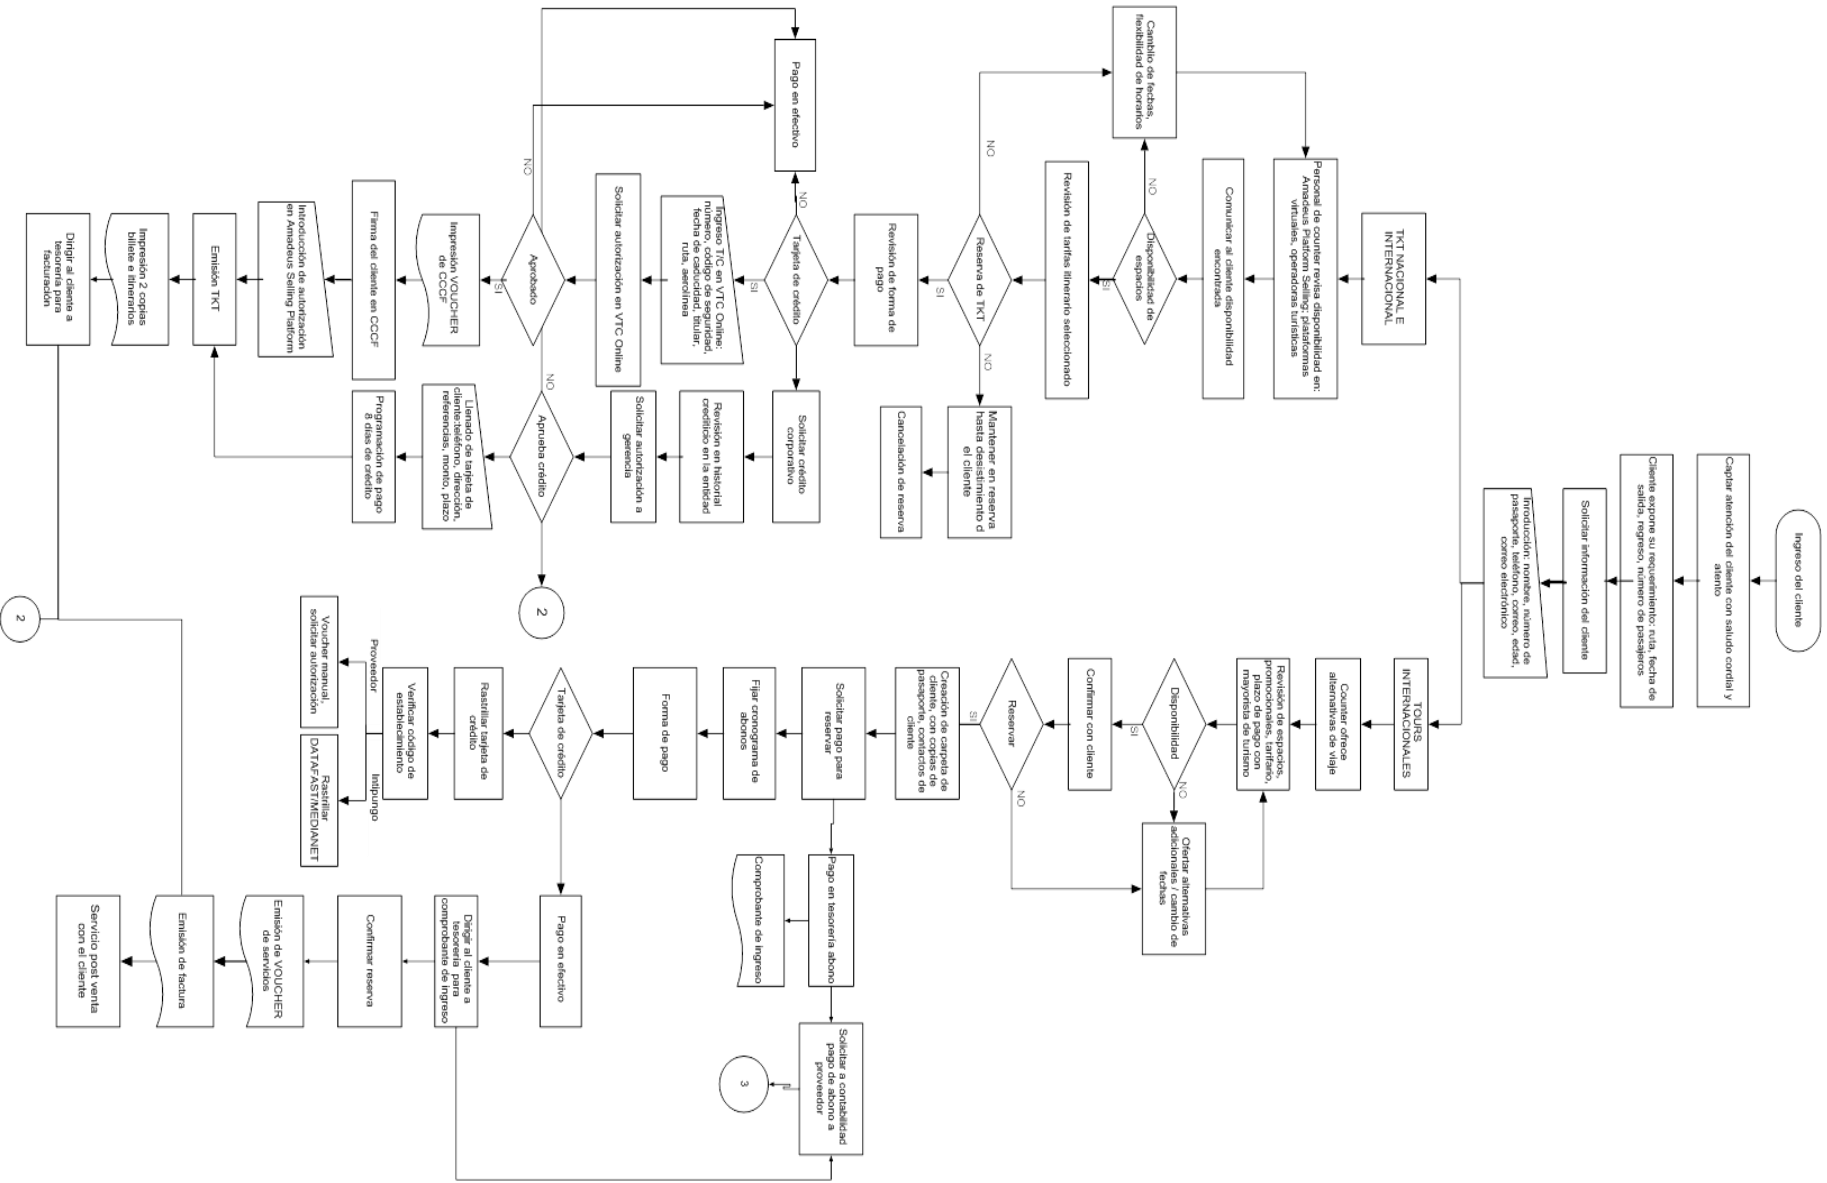 Ingreso del cliente
Captar atención del cliente con saludo cordial y
atento
Cliente expone su requerimiento: ruta, fecha de
salida, regreso, número de pasajeros
Solicitar información del cliente
Inroducción: nombre, número de
pasaporte, teléfono, correo, edad,
correo electrónico
TKT NACIONAL E
INTERNACIONAL
Personal de counter revisa disponibilidad en:
Amadeus Platform Selling; plataformas
virtuales, operadoras turísticas
Comunicar al cliente disponibilidad
encontrada
Cambio de fechas,
flexibilidad de horarios
NO
Disponibilidad de
espacios
SI
Revisión de tarifas itinerario seleccionado
NO
Reserva de TKT
NO
SI
Mantener en reserva
hasta desistimiento d
el cliente
Cancelación de reserva
Revisión de forma de
pago
Pago en efectivo
NO
Tarjeta de crédito
SI
Solicitar crédito
corporativo
Ingreso T/C en VTC Online:
número, código de seguridad,
fecha de caducidad, titular,
ruta, aerolínea
Revisión en historial
crediticio en la entidad
Solicitar autorización en VTC Online
Solicitar autorización a
gerencia
NO
Aprobado
SI
NO
Aprueba crédito
2
Impresión VOUCHER
de CCCF
Llenado de tarjeta de
cliente:teléfono, dirección,
referencias, monto, plazo
Firma del cliente en CCCF
Programación de pago
8 días de crédito
Introducción de autorización
en Amadeus Selling Platform
Emisión TKT
Impresión 2 copias
billete e itinerarios
Dirigir al cliente a
tesorería para
facturación
2
TOURS
INTERNACIONALES
Counter ofrece
alternativas de viaje
Revisión de espacios,
promocionales, tarifario,
plazo de pago con
mayorista de turismo
Disponibilidad
NO
SI
Ofertar alternativas
adicionales / cambio de
fechas
Confirmar con cliente
Reservar
NO
SI
Creación de carpeta de
cliente, con copias de
pasaporte, contactos de
cliente
Solicitar pago para
reservar
Pago en tesorería abono
Solicitar a contabilidad
pago de abono a
proveedor
Comprobante de ingreso
3
Fijar cronograma de
abonos
Forma de pago
Tarjeta de crédito
Rastrillar tarjeta de
crédito
Verificar código de
establecimiento
Proveedor
Intipungo
Voucher manual,
solicitar autorización
Rastrillar
DATAFAST/MEDIANET
Pago en efectivo
Dirigir al cliente a
tesorería para
comprobante de ingreso
Confirmar reserva
Emisión de VOUCHER
de servicios
Emisión de factura
Servicio post venta
con el cliente